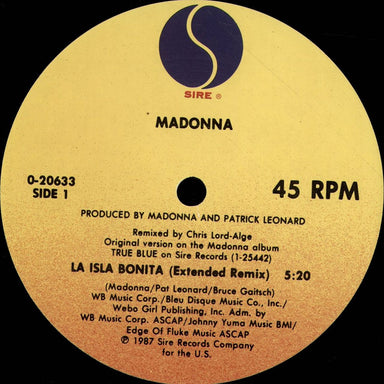 SIRE ®
MADONNA
0-20633
SIDE 1
45 RPM
PRODUCED BY MADONNA AND PATRICK LEONARD
Remixed by Chris Lord-Alge
Original version on the Madonna album
TRUE BLUE on Sire Records (1-25442)
LA ISLA BONITA (Extended Remix) 5:20
(Madonna/Pat Leonard/Bruce Gaitsch)
WB Music Corp./Bleu Disque Music Co., Inc./
Webo Girl Publishing, Inc. Adm. by
WB Music Corp. ASCAP/Johnny Yuma Music BMI/
Edge Of Fluke Music ASCAP
℗ 1987 Sire Records Company
for the U.S.